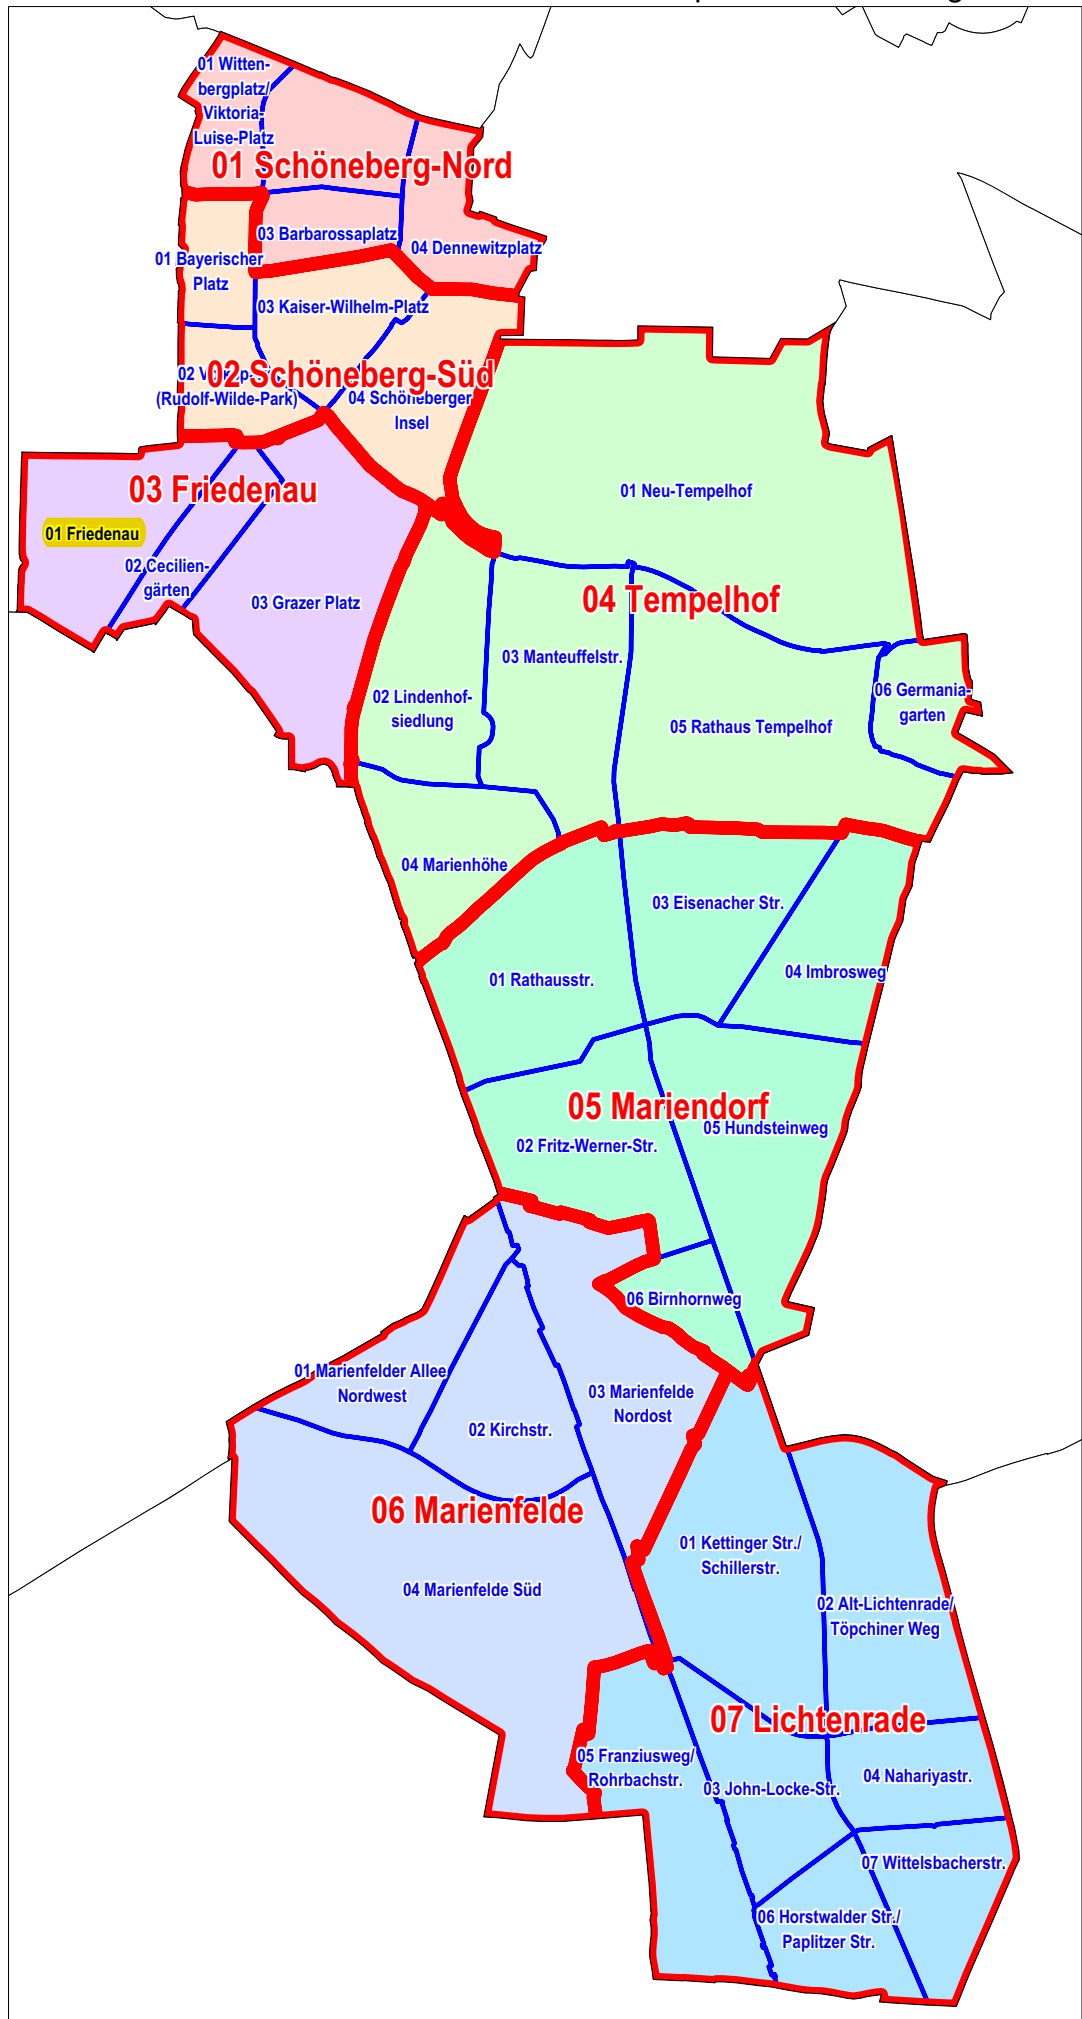 01 Witten-
bergplatz/
Viktoria-
Luise-Platz
01 Schöneberg-Nord
03 Barbarossaplatz
04 Dennewitzplatz
01 Bayerischer
Platz
03 Kaiser-Wilhelm-Platz
02 Schöneberg-Süd
02
(Rudolf-Wilde-Park)
04 Schöneberger
Insel
03 Friedenau
01 Friedenau
02 Cecilien-
gärten
03 Grazer Platz
01 Neu-Tempelhof
04 Tempelhof
03 Manteuffelstr.
02 Lindenhof-
siedlung
05 Rathaus Tempelhof
06 Germania-
garten
04 Marienhöhe
03 Eisenacher Str.
01 Rathausstr.
04 Imbrosweg
05 Mariendorf
05 Hundsteinweg
02 Fritz-Werner-Str.
06 Birnhornweg
01 Marienfelder Allee
Nordwest
03 Marienfelde
Nordost
02 Kirchstr.
06 Marienfelde
04 Marienfelde Süd
01 Kettinger Str./
Schillerstr.
02 Alt-Lichtenrade/
Töpchiner Weg
07 Lichtenrade
05 Franziusweg/
Rohrbachstr.
03 John-Locke-Str.
04 Nahariyastr.
07 Wittelsbacherstr.
06 Horstwalder Str./
Paplitzer Str.